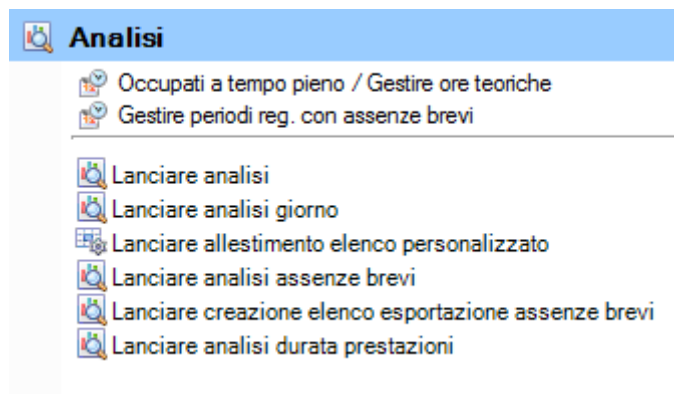 Analisi
Occupati a tempo pieno / Gestire ore teoriche
Gestire periodi reg. con assenze brevi
Lanciare analisi
Lanciare analisi giorno
Lanciare allestimento elenco personalizzato
Lanciare analisi assenze brevi
Lanciare creazione elenco esportazione assenze brevi
Lanciare analisi durata prestazioni